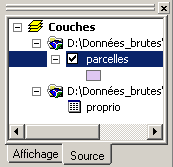 Couches
D:\Données_brutes'
parcelles
D:\Données_brutes'
proprio
Affichage
Source